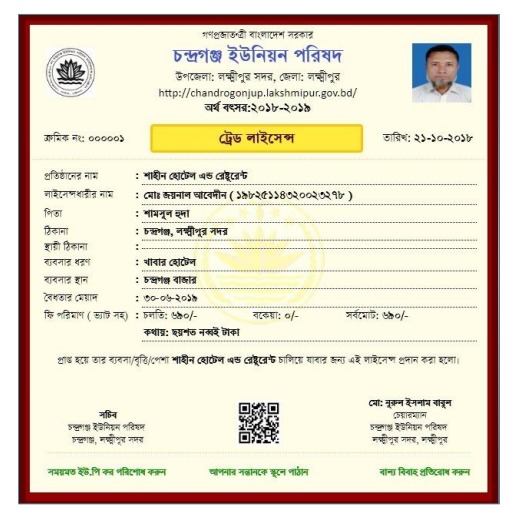 গণপ্রজাতন্ত্রী বাংলাদেশ সরকার
চন্দ্রগঞ্জ ইউনিয়ন পরিষদ
উপজেলা: লক্ষ্মীপুর সদর, জেলা: লক্ষ্মীপুর
http://chandrogonjup.lakshmipur.gov.bd/
অর্থ বৎসর:২০১৮-২০১৯
ক্রমিক নং: ০০০০০১ ট্রেড লাইসেন্স তারিখ: ২১-১০-২০১৮
প্রতিষ্ঠানের নাম : শাহীন হোটেল এন্ড রেষ্টুরেন্ট
লাইসেন্সধারীর নাম : মোঃ জয়নাল আবেদীন ( ১৯৮২৫১১৪৩২০০২৩২৭৮ )
পিতা : শামসুল হুদা
ঠিকানা : চন্দ্রগঞ্জ, লক্ষ্মীপুর সদর
স্থায়ী ঠিকানা :
ব্যবসার ধরণ : খাবার হোটেল
ব্যবসার স্থান : চন্দ্রগঞ্জ বাজার
বৈধতার মেয়াদ : ৩০-০৬-২০১৯
ফি পরিমাণ ( ভ্যাট সহ) : চলতি: ৬৯০/- বকেয়া: ০/- সর্বমোট: ৬৯০/-
কথায়: ছয়শত নব্বই টাকা
প্রাপ্ত হয়ে তার ব্যবসা/বৃত্তি/পেশা শাহীন হোটেল এন্ড রেষ্টুরেন্ট চালিয়ে যাবার জন্য এই লাইসেন্স প্রদান করা হলো।
সচিব
চন্দ্রগঞ্জ ইউনিয়ন পরিষদ
চন্দ্রগঞ্জ, লক্ষ্মীপুর সদর
মো: নুরুল ইসলাম বাবুল
চেয়ারম্যান
চন্দ্রগঞ্জ ইউনিয়ন পরিষদ
লক্ষ্মীপুর সদর, লক্ষ্মীপুর
সময়মত ইউ.পি কর পরিশোধ করুন আপনার সন্তানকে স্কুলে পাঠান বাল্য বিবাহ প্রতিরোধ করুন